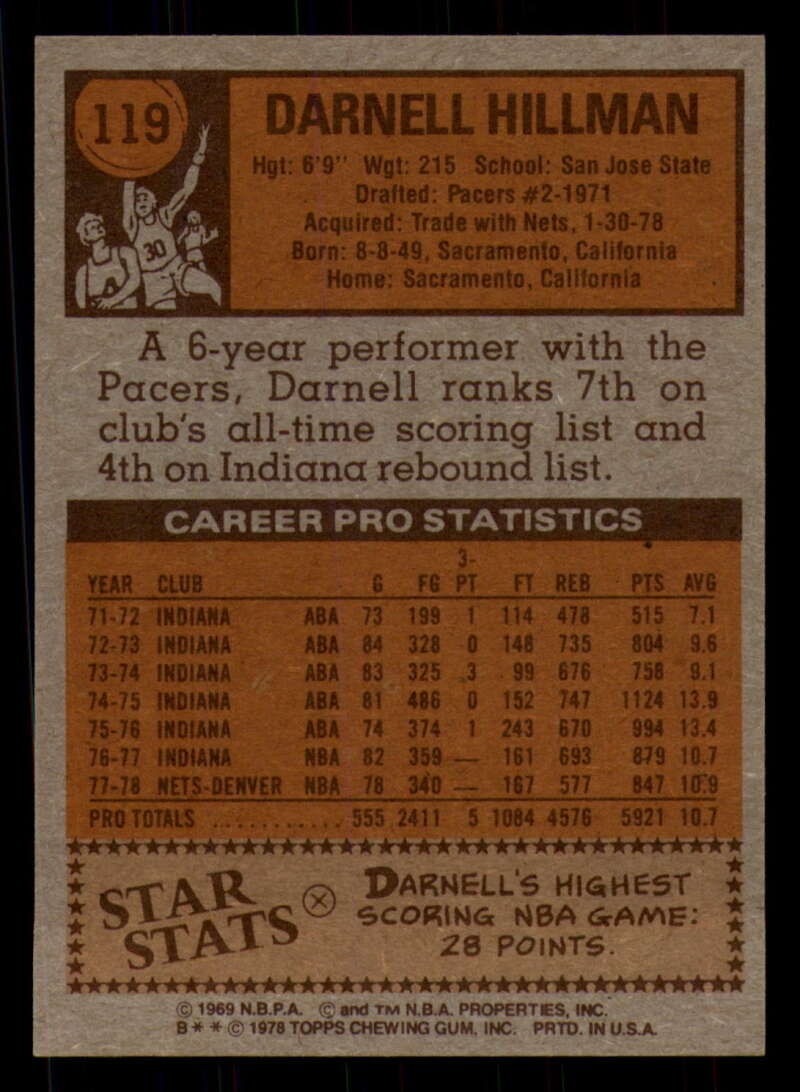 119
DARNELL HILLMAN
Hgt: 6'9" Wgt: 215 School: San Jose State
Drafted: Pacers #2-1971
Acquired: Trade with Nets, 1-30-78
Born: 8-8-49, Sacramento, California
Home: Sacramento, California
30
A 6-year performer with the
Pacers, Darnell ranks 7th on
club's all-time scoring list and
4th on Indiana rebound list.
CAREER PRO STATISTICS
YEAR CLUB G FG 3-PT FT REB PTS AVG
71-72 INDIANA ABA 73 199 1 114 478 515 7.1
72-73 INDIANA ABA 84 328 0 148 735 804 9.6
73-74 INDIANA ABA 83 325 3 99 676 758 9.1
74-75 INDIANA ABA 81 486 0 152 747 1124 13.9
75-76 INDIANA ABA 74 374 1 243 670 994 13.4
76-77 INDIANA NBA 82 359 — 161 693 879 10.7
77-78 NETS-DENVER NBA 78 340 — 167 577 847 10.9
PRO TOTALS ............ 555 2411 5 1084 4576 5921 10.7
STAR
STATS
DARNELL'S HIGHEST
SCORING NBA GAME:
28 POINTS.
© 1969 N.B.P.A. © and TM N.B.A. PROPERTIES, INC.
B * * © 1978 TOPPS CHEWING GUM, INC. PRTD. IN U.S.A.